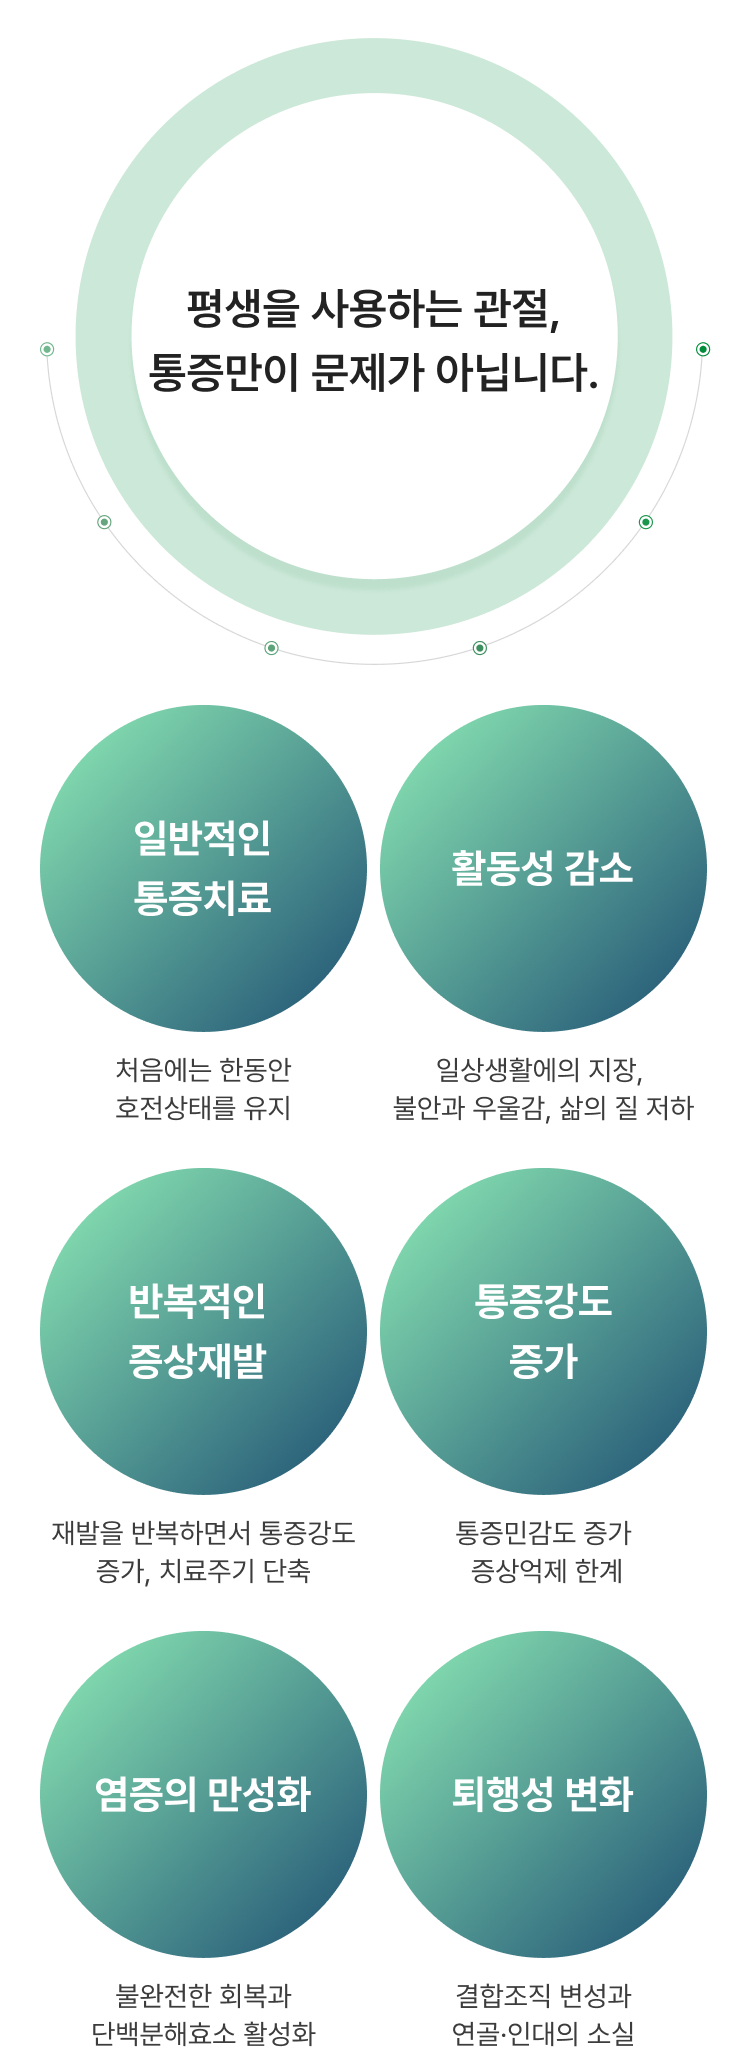 평생을 사용하는 관절,
통증만이 문제가 아닙니다.
일반적인
통증치료
처음에는 한동안
호전상태를 유지
활동성 감소
일상생활에의 지장,
불안과 우울감, 삶의 질 저하
반복적인
증상재발
재발을 반복하면서 통증강도
증가, 치료주기 단축
통증강도
증가
통증민감도 증가
증상억제 한계
염증의 만성화
불완전한 회복과
단백분해효소 활성화
퇴행성 변화
결합조직 변성과
연골·인대의 소실